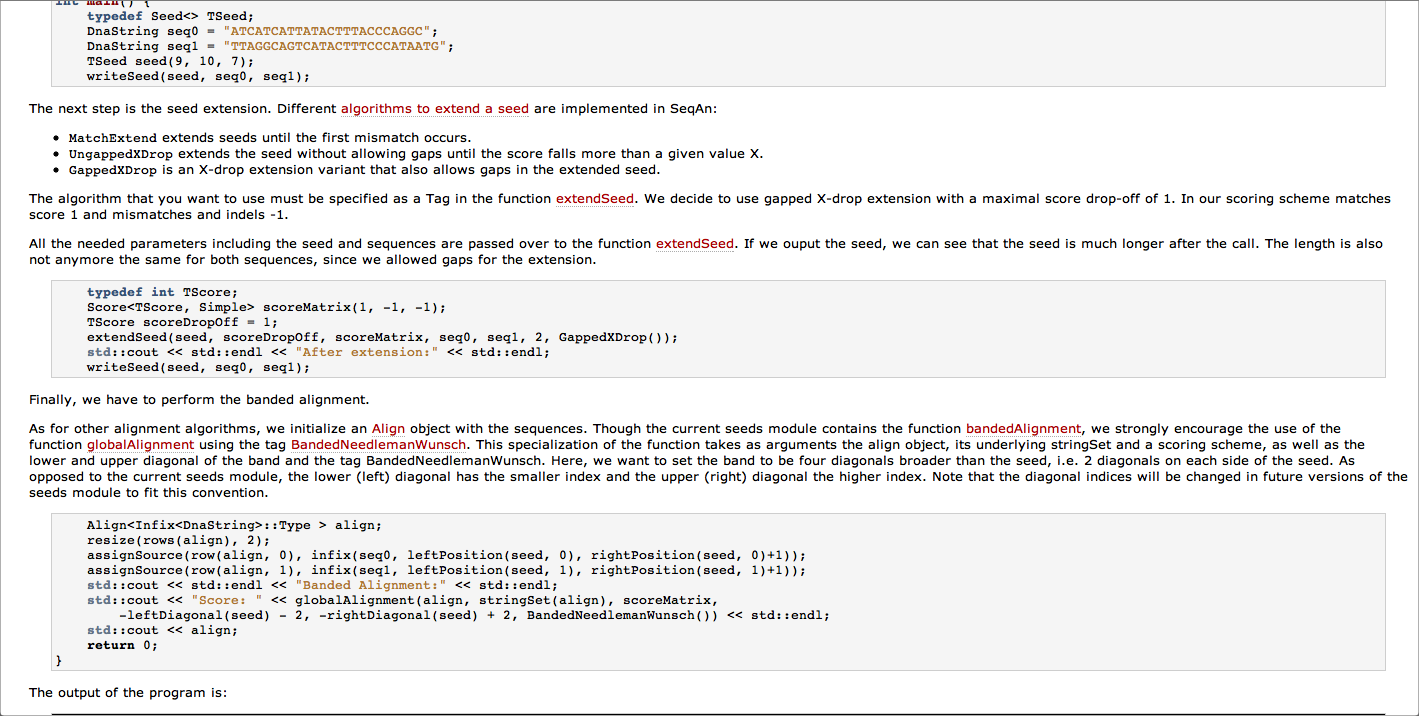 int main() {
typedef Seed<> TSeed;
DnaString seq0 = "ATCATCATTATACTTTACCCAGGC";
DnaString seq1 = "TTAGGCAGTCATACTTTCCCATAATG";
TSeed seed(9, 10, 7);
writeSeed(seed, seq0, seq1);
The next step is the seed extension. Different algorithms to extend a seed are implemented in SeqAn:
• MatchExtend extends seeds until the first mismatch occurs.
• UngappedXDrop extends the seed without allowing gaps until the score falls more than a given value X.
• GappedXDrop is an X-drop extension variant that also allows gaps in the extended seed.
The algorithm that you want to use must be specified as a Tag in the function extendSeed. We decide to use gapped X-drop extension with a maximal score drop-off of 1. In our scoring scheme matches
score 1 and mismatches and indels -1.
All the needed parameters including the seed and sequences are passed over to the function extendSeed. If we ouput the seed, we can see that the seed is much longer after the call. The length is also
not anymore the same for both sequences, since we allowed gaps for the extension.
typedef int TScore;
Score<TScore, Simple> scoreMatrix(1, -1, -1);
TScore scoreDropOff = 1;
extendSeed(seed, scoreDropOff, scoreMatrix, seq0, seq1, 2, GappedXDrop());
std::cout << std::endl << "After extension:" << std::endl;
writeSeed(seed, seq0, seq1);
Finally, we have to perform the banded alignment.
As for other alignment algorithms, we initialize an Align object with the sequences. Though the current seeds module contains the function bandedAlignment, we strongly encourage the use of the
function globalAlignment using the tag BandedNeedlemanWunsch. This specialization of the function takes as arguments the align object, its underlying stringSet and a scoring scheme, as well as the
lower and upper diagonal of the band and the tag BandedNeedlemanWunsch. Here, we want to set the band to be four diagonals broader than the seed, i.e. 2 diagonals on each side of the seed. As
opposed to the current seeds module, the lower (left) diagonal has the smaller index and the upper (right) diagonal the higher index. Note that the diagonal indices will be changed in future versions of the
seeds module to fit this convention.
Align<Infix<DnaString>::Type > align;
resize(rows(align), 2);
assignSource(row(align, 0), infix(seq0, leftPosition(seed, 0), rightPosition(seed, 0)+1));
assignSource(row(align, 1), infix(seq1, leftPosition(seed, 1), rightPosition(seed, 1)+1));
std::cout << std::endl << "Banded Alignment:" << std::endl;
std::cout << "Score: " << globalAlignment(align, stringSet(align), scoreMatrix,
-leftDiagonal(seed) - 2, -rightDiagonal(seed) + 2, BandedNeedlemanWunsch()) << std::endl;
std::cout << align;
return 0;
}
The output of the program is: